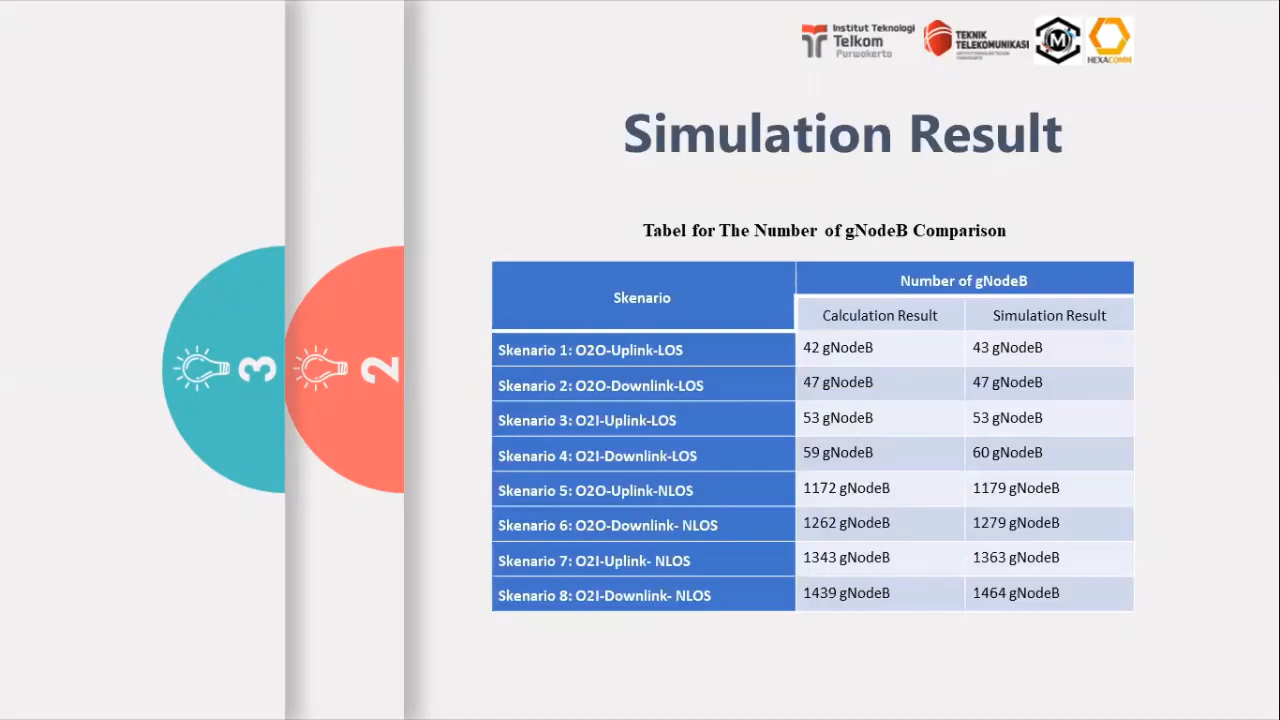 Institut Teknologi
Telkom
Purwokerto
TEKNIK
TELEKOMUNIKASI
PURWOKERTO
M
HEXACOMM
Simulation Result
Tabel for The Number of gNodeB Comparison
Skenario
Number of gNodeB
Calculation Result
Simulation Result
Skenario 1: O2O-Uplink-LOS
42 gNodeB
43 gNodeB
Skenario 2: O2O-Downlink-LOS
47 gNodeB
47 gNodeB
Skenario 3: O2I-Uplink-LOS
53 gNodeB
53 gNodeB
Skenario 4: O2I-Downlink-LOS
59 gNodeB
60 gNodeB
Skenario 5: O2O-Uplink-NLOS
1172 gNodeB
1179 gNodeB
Skenario 6: O2O-Downlink- NLOS
1262 gNodeB
1279 gNodeB
Skenario 7: O2I-Uplink- NLOS
1343 gNodeB
1363 gNodeB
Skenario 8: O2I-Downlink- NLOS
1439 gNodeB
1464 gNodeB
3
2